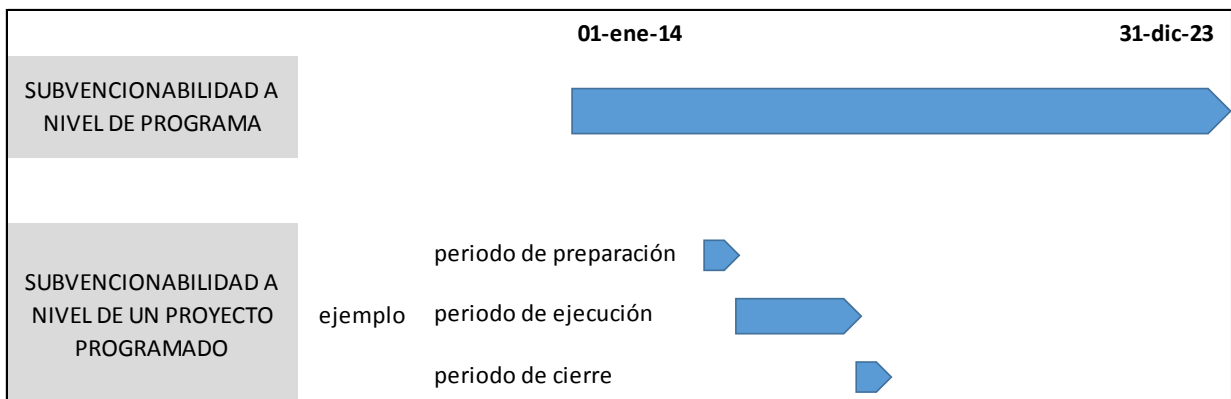 01-ene-14
31-dic-23
SUBVENCIONABILIDAD A
NIVEL DE PROGRAMA
SUBVENCIONABILIDAD A
NIVEL DE UN PROYECTO
PROGRAMADO
ejemplo
periodo de preparación
periodo de ejecución
periodo de cierre